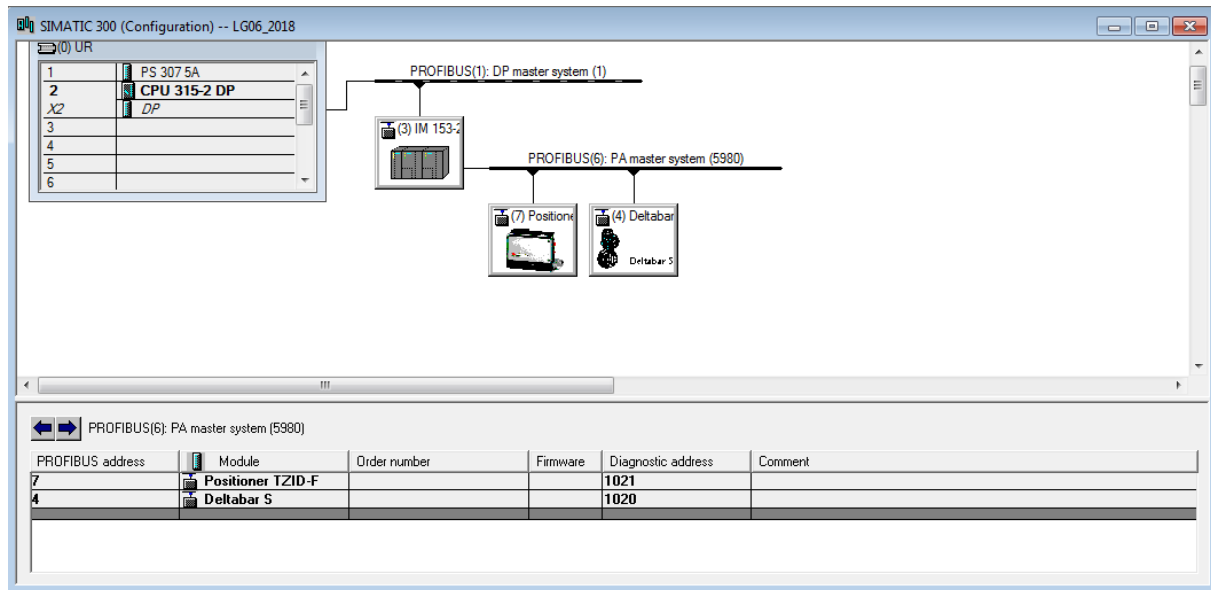 SIMATIC 300 (Configuration) -- LG06_2018
(0) UR
1 PS 307 5A
2 CPU 315-2 DP
X2 DP
3
4
5
6
PROFIBUS(1): DP master system (1)
(3) IM 153-2
PROFIBUS(6): PA master system (5980)
(7) Positione
(4) Deltabar
Deltabar S
PROFIBUS(6): PA master system (5980)
PROFIBUS address Module Order number Firmware Diagnostic address Comment
7 Positioner TZID-F 1021
4 Deltabar S 1020